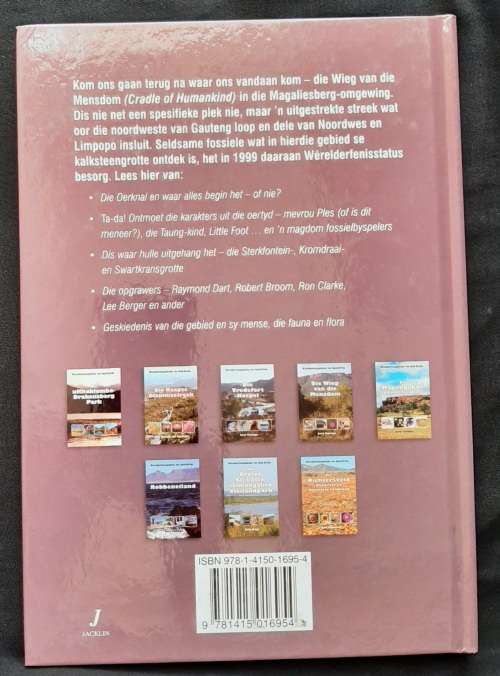 Kom ons gaan terug na waar ons vandaan kom – die Wieg van die
Mensdom (Cradle of Humankind) in die Magaliesberg-omgewing.
Dis nie net een spesifieke plek nie, maar 'n uitgestrekte streek wat
oor die noordweste van Gauteng loop en dele van Noordwes en
Limpopo insluit. Seldsame fossiele wat in hierdie gebied se
kalksteengrotte ontdek is, het in 1999 daaraan Wêrelderfenisstatus
besorg. Lees hier van:
• Die Oerknal en waar alles begin het – of nie?
• Ta-da! Ontmoet die karakters uit die oertyd – mevrou Ples (of is dit
meneer?), die Taung-kind, Little Foot ... en 'n magdom fossielbyspelers
• Dis waar hulle uitgehang het – die Sterkfontein-, Kromdraai-
en Swartkransgrotte
• Die opgrawers – Raymond Dart, Robert Broom, Ron Clarke,
Lee Berger en ander
• Geskiedenis van die gebied en sy mense, die fauna en flora
uKhahlamba-
Drakensberg
Park
Die Kaapse
Blommeryk
Die
Vredefort
Die Wieg
van die
Mensdom
Robbeneiland
Richtersveld
ISBN 978-1-4150-1695-4
9 781415 016954
J
JACKLIN